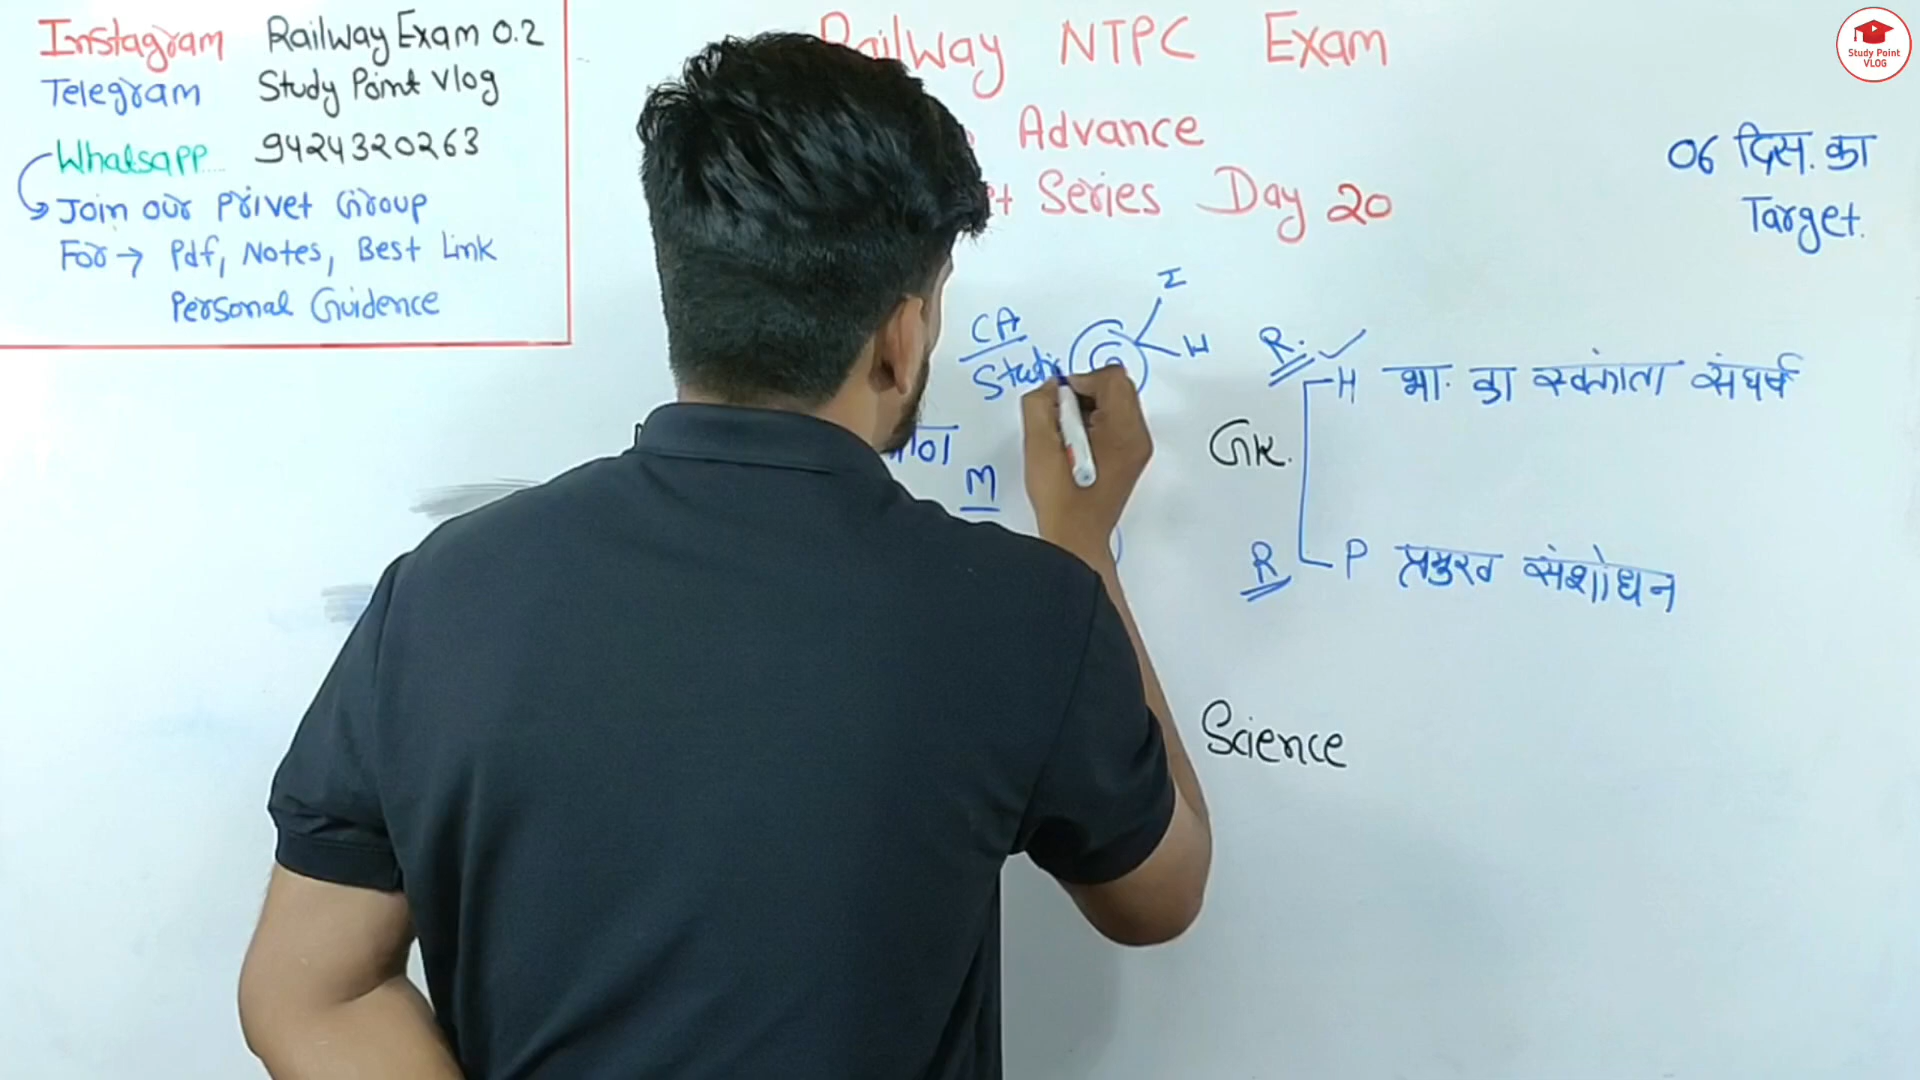 Instagram Railway Exam 0.2
Telegram Study Point Vlog
Whatsapp.... 9424320263
Join our Privet Group
For → Pdf, Notes, Best Link
Personal Guidence
Railway NTPC Exam
Advance
Series Day 20
06 दिस. का
Target.
Study Point
VLOG
CA
Static
I
H
M
R. ✓
H भा. का स्वतंत्रता संघर्ष
GK.
R P प्रमुख संशोधन
Science